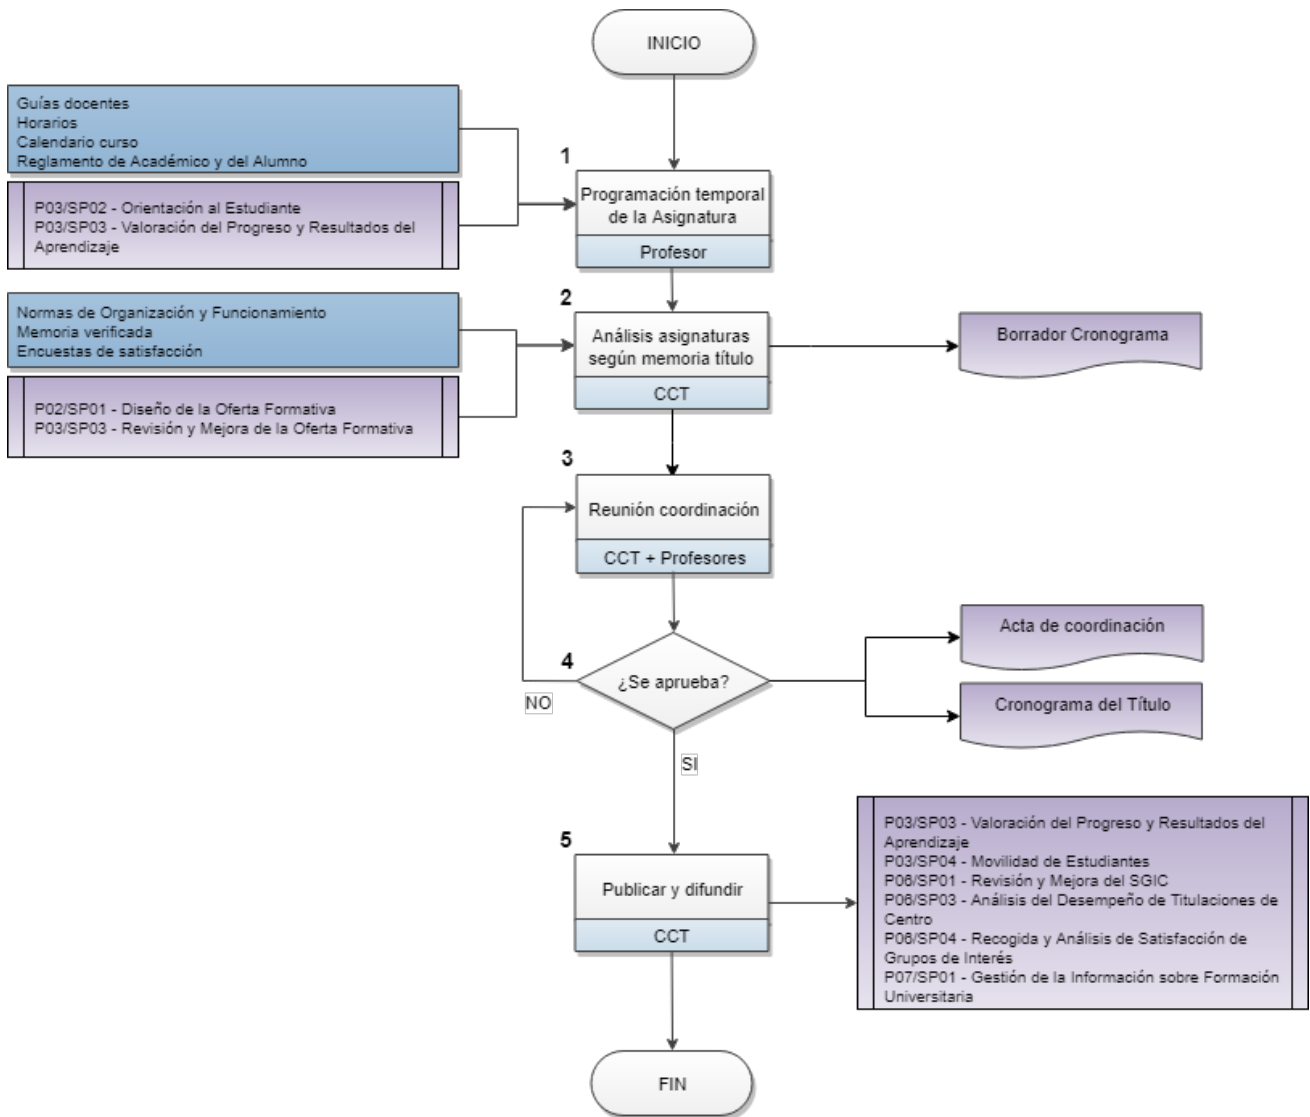 INICIO
Guías docentes
Horarios
Calendario curso
Reglamento de Académico y del Alumno
P03/SP02 - Orientación al Estudiante
P03/SP03 - Valoración del Progreso y Resultados del
Aprendizaje
1
Programación temporal
de la Asignatura
Profesor
Normas de Organización y Funcionamiento
Memoria verificada
Encuestas de satisfacción
P02/SP01 - Diseño de la Oferta Formativa
P03/SP03 - Revisión y Mejora de la Oferta Formativa
2
Análisis asignaturas
según memoria título
CCT
Borrador Cronograma
3
Reunión coordinación
CCT + Profesores
4
¿Se aprueba?
NO
SI
Acta de coordinación
Cronograma del Título
5
Publicar y difundir
CCT
P03/SP03 - Valoración del Progreso y Resultados del
Aprendizaje
P03/SP04 - Movilidad de Estudiantes
P06/SP01 - Revisión y Mejora del SGIC
P06/SP03 - Análisis del Desempeño de Titulaciones de
Centro
P06/SP04 - Recogida y Análisis de Satisfacción de
Grupos de Interés
P07/SP01 - Gestión de la Información sobre Formación
Universitaria
FIN